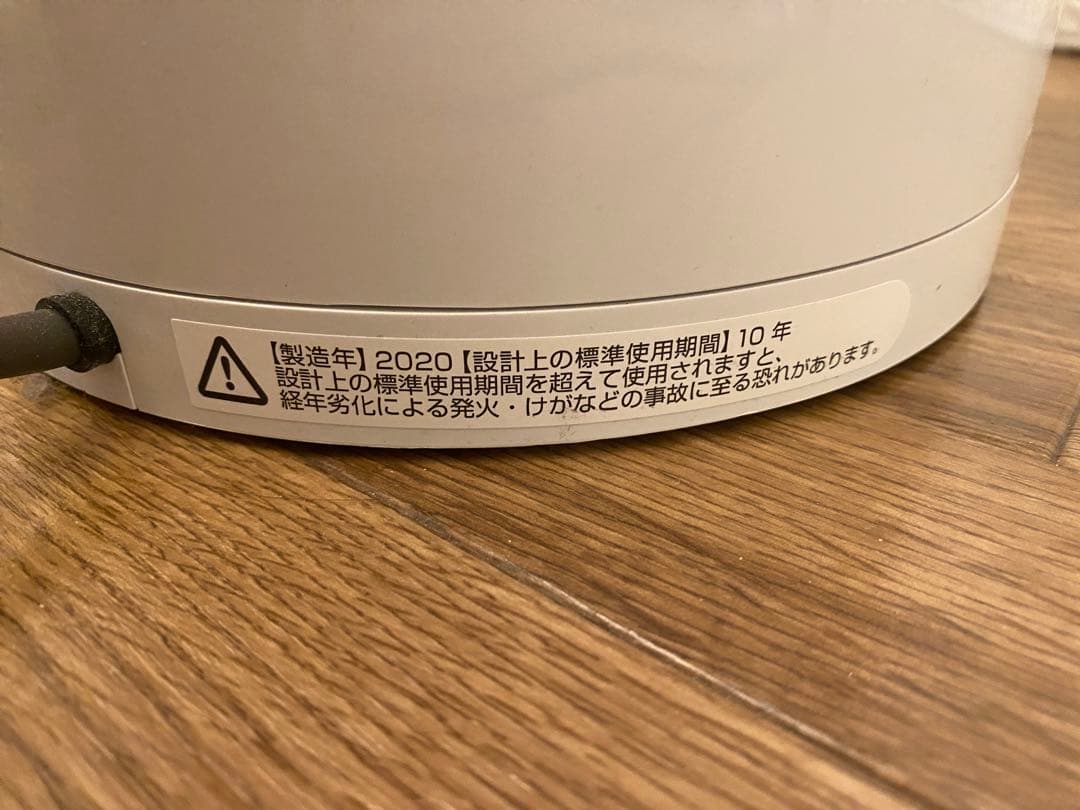 【製造年】2020【設計上の標準使用期間】10 年
設計上の標準使用期間を超えて使用されますと、
経年劣化による発火・けがなどの事故に至る恐れがあります。